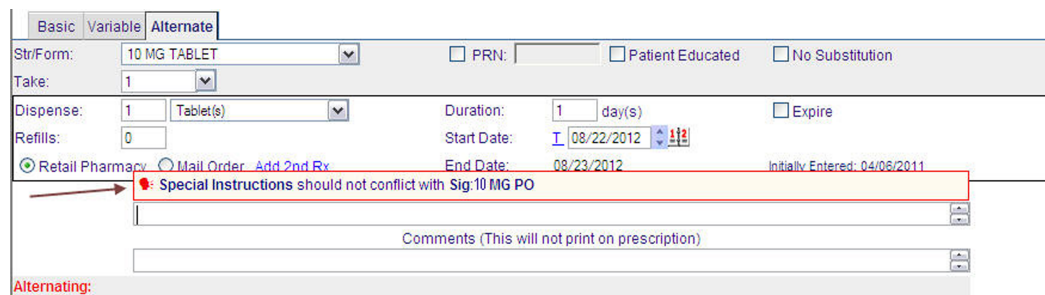 Basic Variable Alternate
Str/Form: 10 MG TABLET PRN: Patient Educated No Substitution
Take: 1
Dispense: 1 Tablet(s) Duration: 1 day(s) Expire
Refills: 0 Start Date: T 08/22/2012
Retail Pharmacy Mail Order Add 2nd Rx End Date: 08/23/2012 Initially Entered: 04/06/2011
Special Instructions should not conflict with Sig:10 MG PO
Comments (This will not print on prescription)
Alternating: